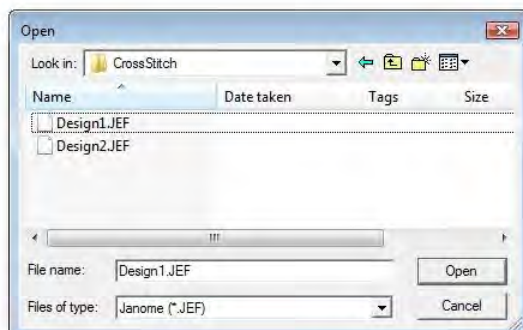 Open
Look in: CrossStitch
Name Date taken Tags Size
Design1.JEF
Design2.JEF
File name: Design1.JEF Open
Files of type: Janome (*.JEF) Cancel